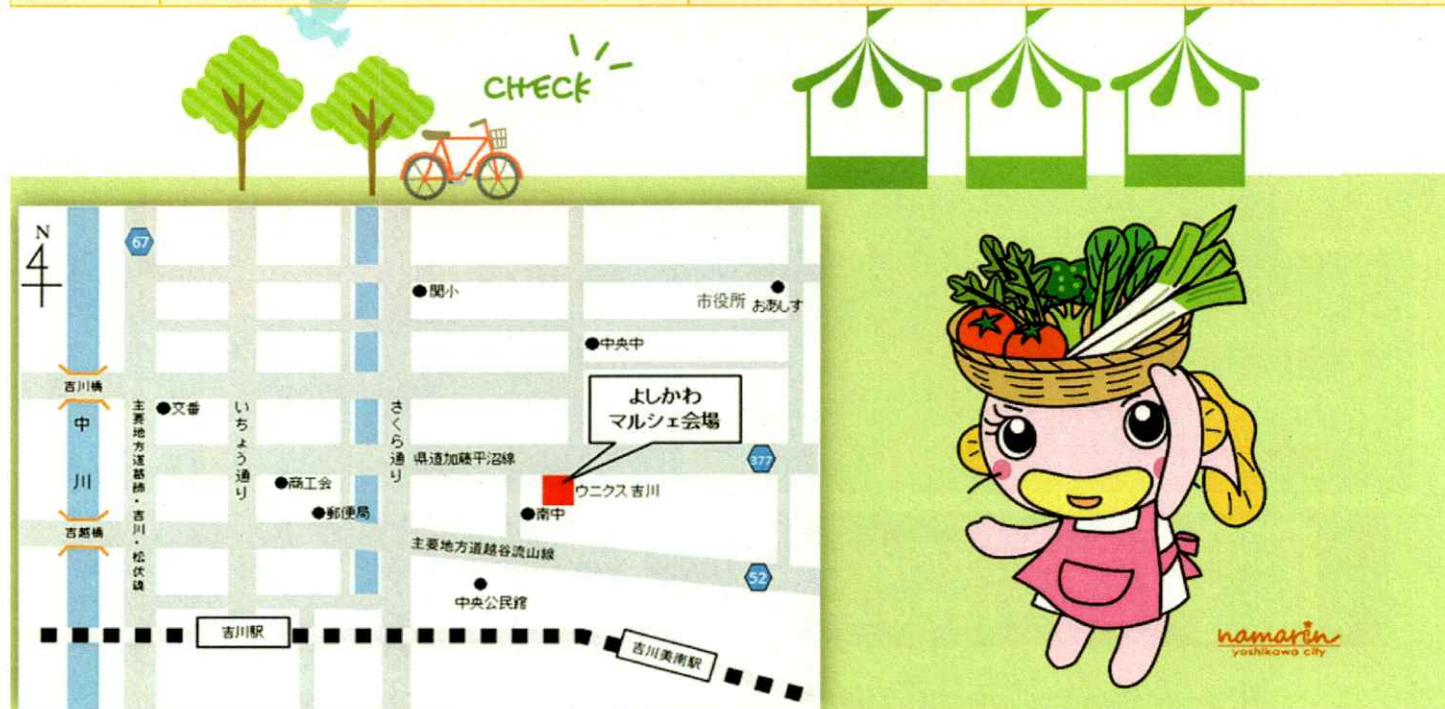 CHECK
N
67
関小
市役所
おあしす
中央中
吉川橋
よしかわ
マルシェ会場
交番
中川
主要地方道葛飾・吉川・松伏線
いちょう通り
さくら通り
県道加藤平沼線
377
商工会
ウニクス吉川
郵便局
南中
吉越橋
主要地方道越谷流山線
52
中央公民館
吉川駅
吉川美南駅
namarin
yoshikawa city